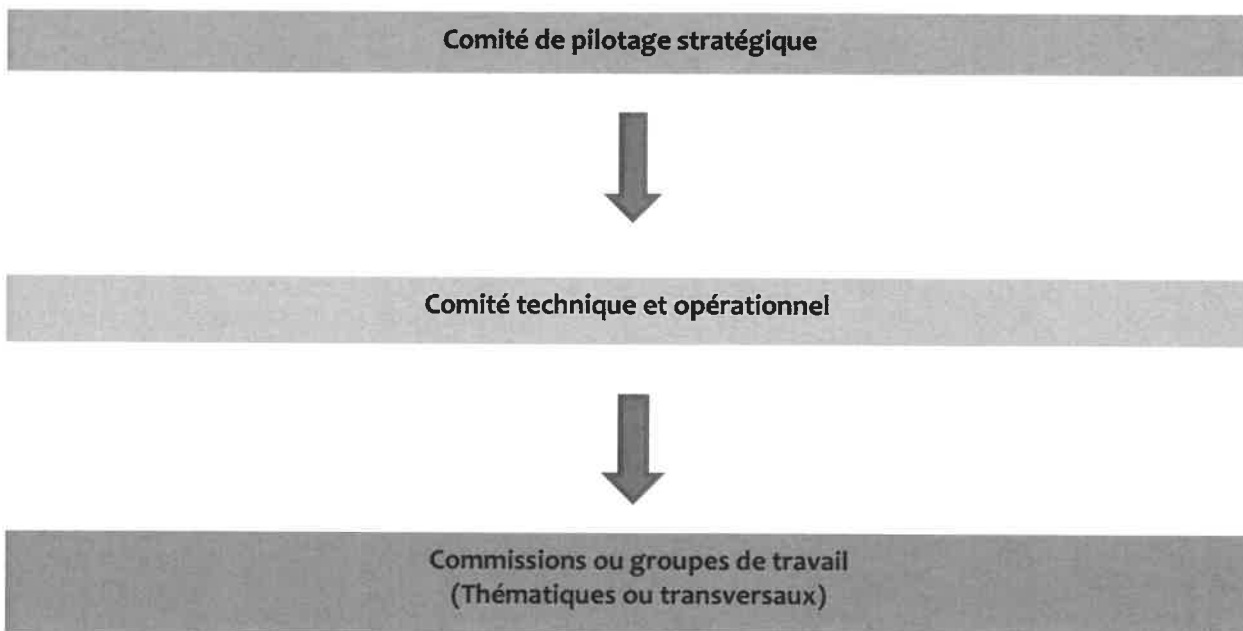 Comité de pilotage stratégique
Comité technique et opérationnel
Commissions ou groupes de travail
(Thématiques ou transversaux)